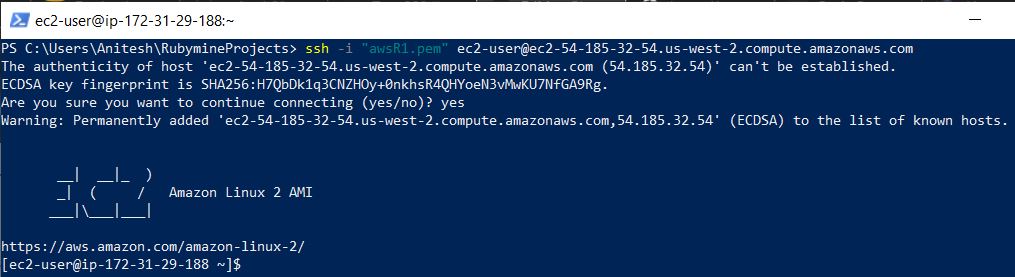 ec2-user@ip-172-31-29-188:~
PS C:\Users\Anitesh\RubymineProjects> ssh -i "awsR1.pem" ec2-user@ec2-54-185-32-54.us-west-2.compute.amazonaws.com
The authenticity of host 'ec2-54-185-32-54.us-west-2.compute.amazonaws.com (54.185.32.54)' can't be established.
ECDSA key fingerprint is SHA256:H7QbDk1q3CNZHOy+0nkhsR4QHYoeN3vMwKU7NfGA9Rg.
Are you sure you want to continue connecting (yes/no)? yes
Warning: Permanently added 'ec2-54-185-32-54.us-west-2.compute.amazonaws.com,54.185.32.54' (ECDSA) to the list of known hosts.
       __|  __|_  )
       _|  (     /   Amazon Linux 2 AMI
      ___|\___|___|
https://aws.amazon.com/amazon-linux-2/
[ec2-user@ip-172-31-29-188 ~]$